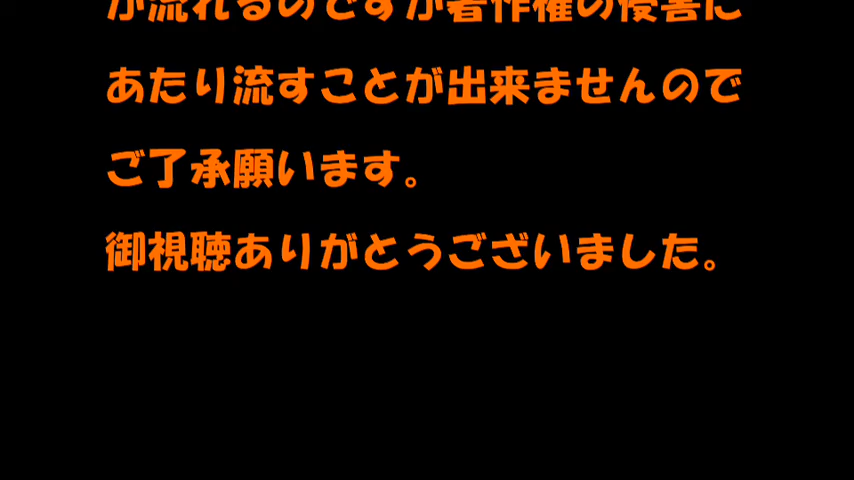 が流れるのですが著作権の侵害に
あたり流すことが出来ませんので
ご了承願います。
御視聴ありがとうございました。